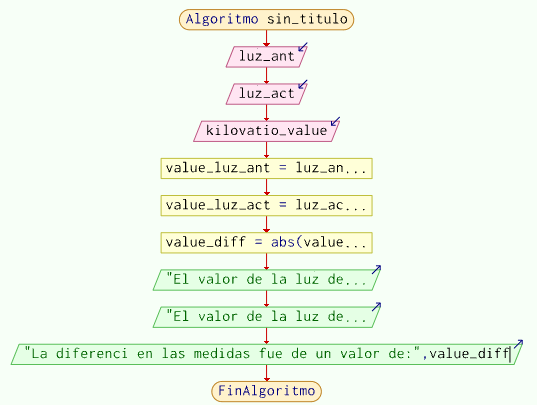 Algoritmo sin_titulo
luz_ant
luz_act
kilovatio_value
value_luz_ant = luz_an...
value_luz_act = luz_ac...
value_diff = abs(value...
"El valor de la luz de...
"El valor de la luz de...
"La diferenci en las medidas fue de un valor de:",value_diff
FinAlgoritmo